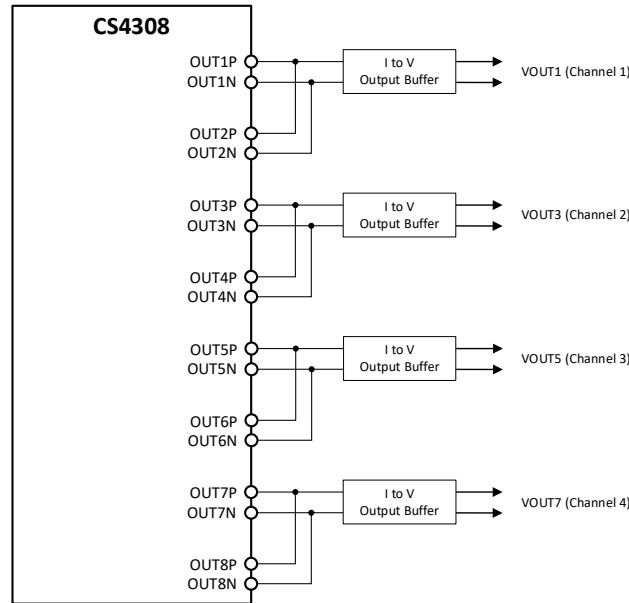 CS4308
OUT1P
OUT1N
I to V
Output Buffer
VOUT1 (Channel 1)
OUT2P
OUT2N
OUT3P
OUT3N
I to V
Output Buffer
VOUT3 (Channel 2)
OUT4P
OUT4N
OUT5P
OUT5N
I to V
Output Buffer
VOUT5 (Channel 3)
OUT6P
OUT6N
OUT7P
OUT7N
I to V
Output Buffer
VOUT7 (Channel 4)
OUT8P
OUT8N